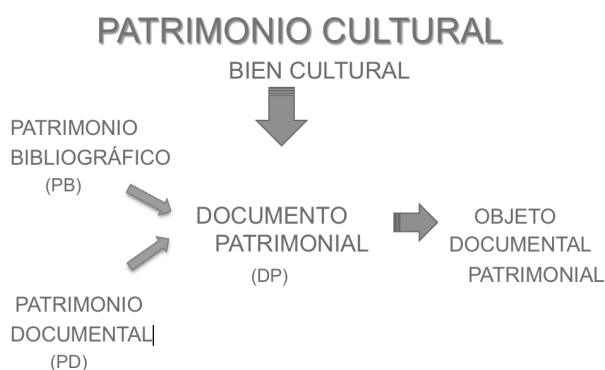 PATRIMONIO CULTURAL
BIEN CULTURAL
PATRIMONIO
BIBLIOGRÁFICO
(PB)
DOCUMENTO
PATRIMONIAL
(DP)
OBJETO
DOCUMENTAL
PATRIMONIAL
PATRIMONIO
DOCUMENTAL
(PD)